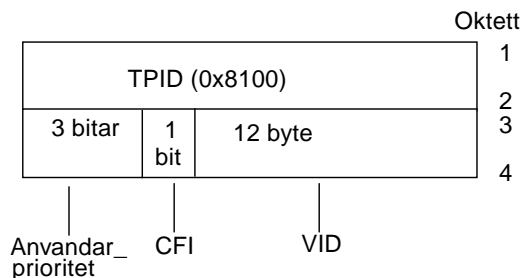 Oktett
1
TPID (0x8100)
2
3 bitar 1 bit 12 byte 3
4
Anvandar_ CFI VID
prioritet